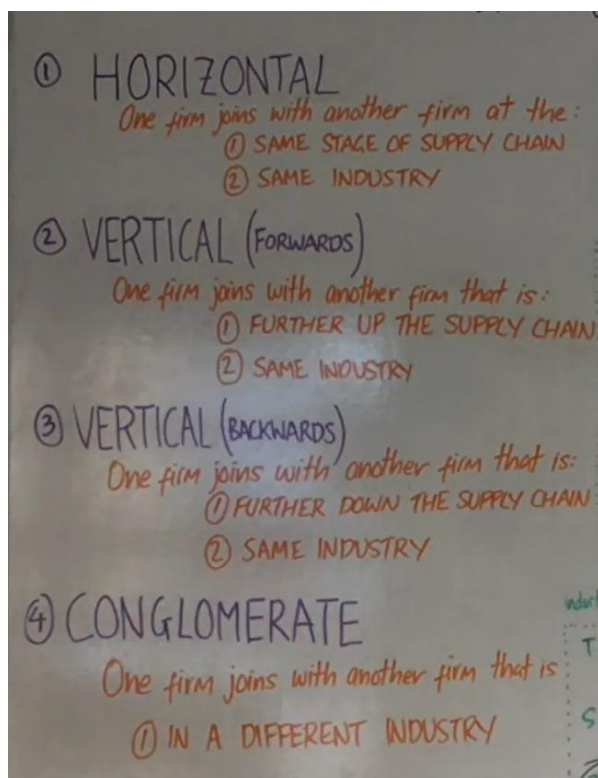 ① HORIZONTAL
One firm joins with another firm at the:
① SAME STAGE OF SUPPLY CHAIN
② SAME INDUSTRY
② VERTICAL (FORWARDS)
One firm joins with another firm that is:
① FURTHER UP THE SUPPLY CHAIN
② SAME INDUSTRY
③ VERTICAL (BACKWARDS)
One firm joins with another firm that is:
① FURTHER DOWN THE SUPPLY CHAIN
② SAME INDUSTRY
④ CONGLOMERATE
One firm joins with another firm that is
① IN A DIFFERENT INDUSTRY
T
S